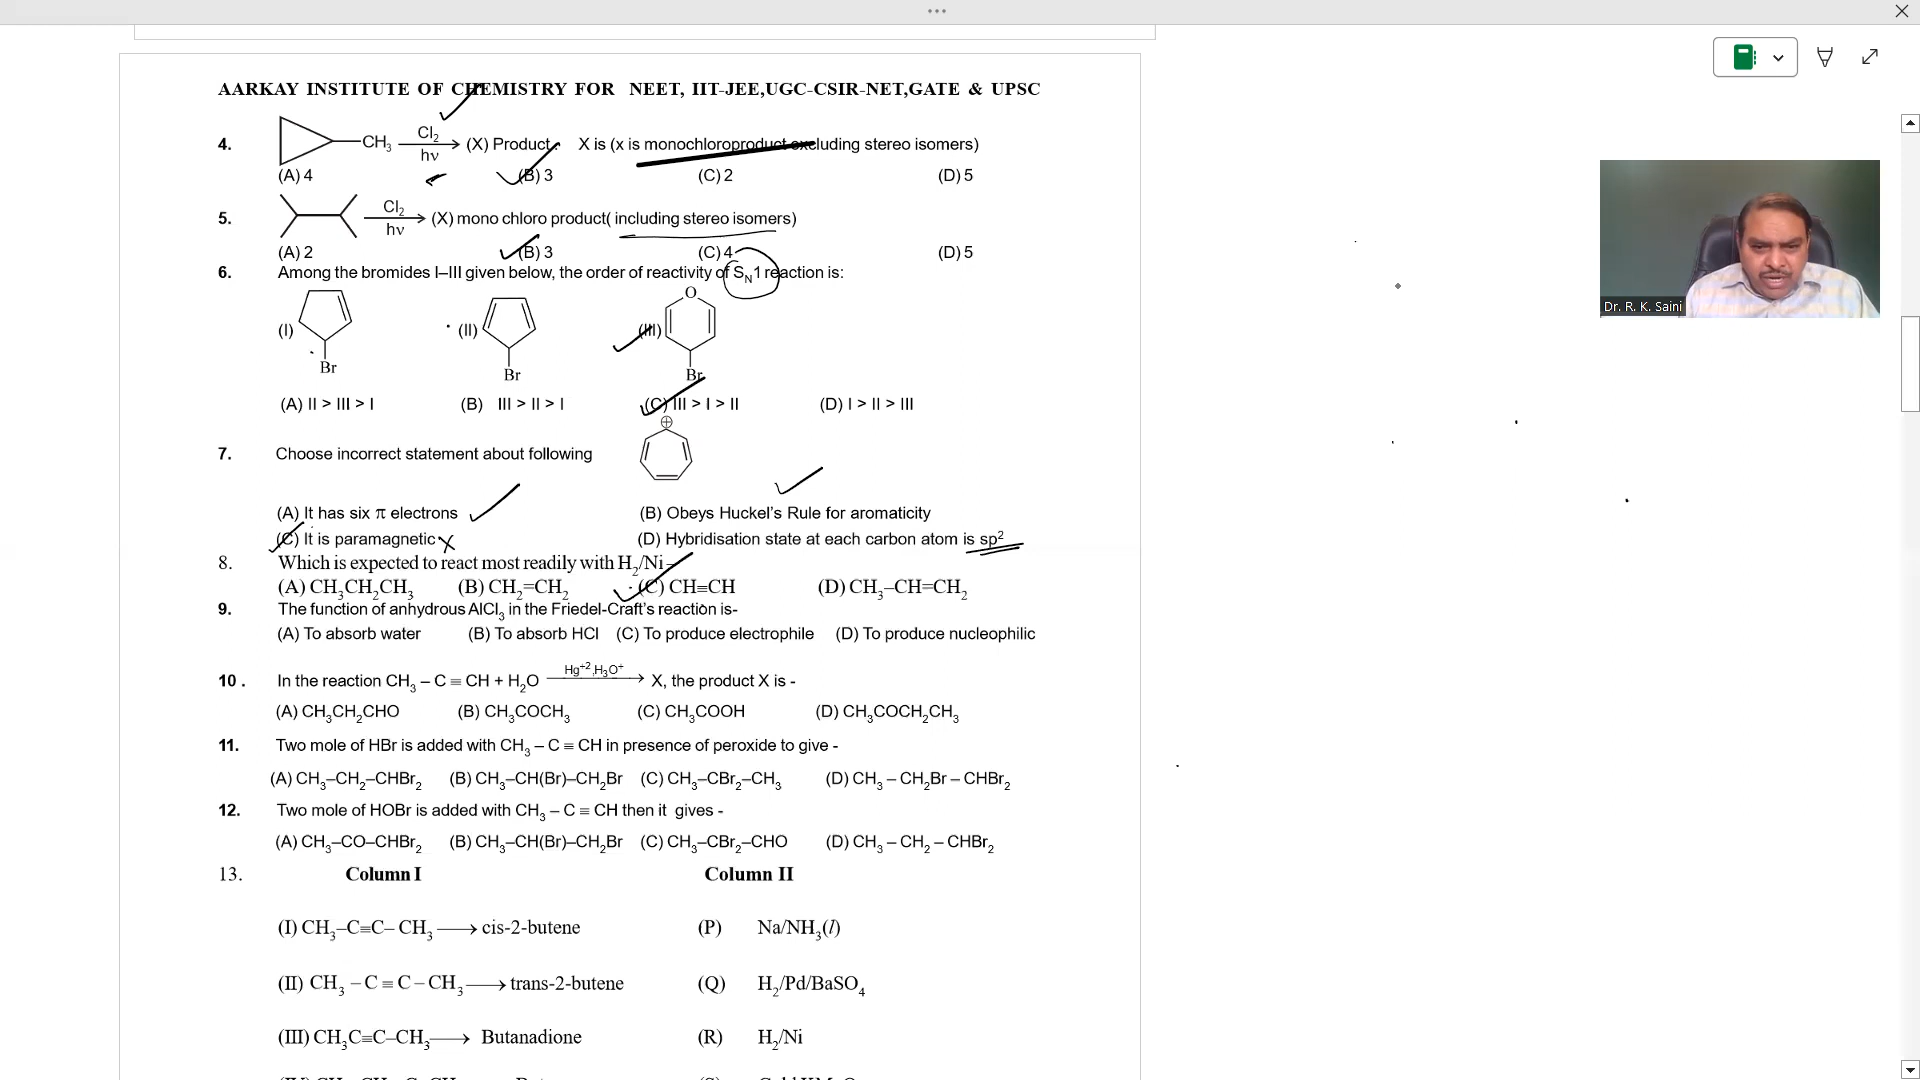 AARKAY INSTITUTE OF CHEMISTRY FOR NEET, IIT-JEE,UGC-CSIR-NET,GATE & UPSC
4. CH₃ Cl₂ hν (X) Product. X is (x is monochloroproduct excluding stereo isomers)
(A) 4 (B) 3 (C) 2 (D) 5
5. Cl₂ hν (X) mono chloro product( including stereo isomers)
(A) 2 (B) 3 (C) 4 (D) 5
6. Among the bromides I–III given below, the order of reactivity of S_N1 reaction is:
(I) Br (II) Br (III) O Br
(A) II > III > I (B) III > II > I (C) III > I > II (D) I > II > III
7. Choose incorrect statement about following ⊕
(A) It has six π electrons (B) Obeys Huckel's Rule for aromaticity
(C) It is paramagnetic (D) Hybridisation state at each carbon atom is sp²
8. Which is expected to react most readily with H₂/Ni–
(A) CH₃CH₂CH₃ (B) CH₂=CH₂ (C) CH≡CH (D) CH₃–CH=CH₂
9. The function of anhydrous AlCl₃ in the Friedel-Craft's reaction is-
(A) To absorb water (B) To absorb HCl (C) To produce electrophile (D) To produce nucleophilic
10 . In the reaction CH₃ – C ≡ CH + H₂O Hg⁺²,H₃O⁺ ⟶ X, the product X is -
(A) CH₃CH₂CHO (B) CH₃COCH₃ (C) CH₃COOH (D) CH₃COCH₂CH₃
11. Two mole of HBr is added with CH₃ – C ≡ CH in presence of peroxide to give -
(A) CH₃–CH₂–CHBr₂ (B) CH₃–CH(Br)–CH₂Br (C) CH₃–CBr₂–CH₃ (D) CH₃ – CH₂Br – CHBr₂
12. Two mole of HOBr is added with CH₃ – C ≡ CH then it gives -
(A) CH₃–CO–CHBr₂ (B) CH₃–CH(Br)–CH₂Br (C) CH₃–CBr₂–CHO (D) CH₃ – CH₂ – CHBr₂
13. Column I Column II
(I) CH₃–C≡C– CH₃ ⟶ cis-2-butene (P) Na/NH₃(l)
(II) CH₃ – C ≡ C – CH₃ ⟶ trans-2-butene (Q) H₂/Pd/BaSO₄
(III) CH₃C≡C–CH₃ ⟶ Butanadione (R) H₂/Ni
Dr. R. K. Saini